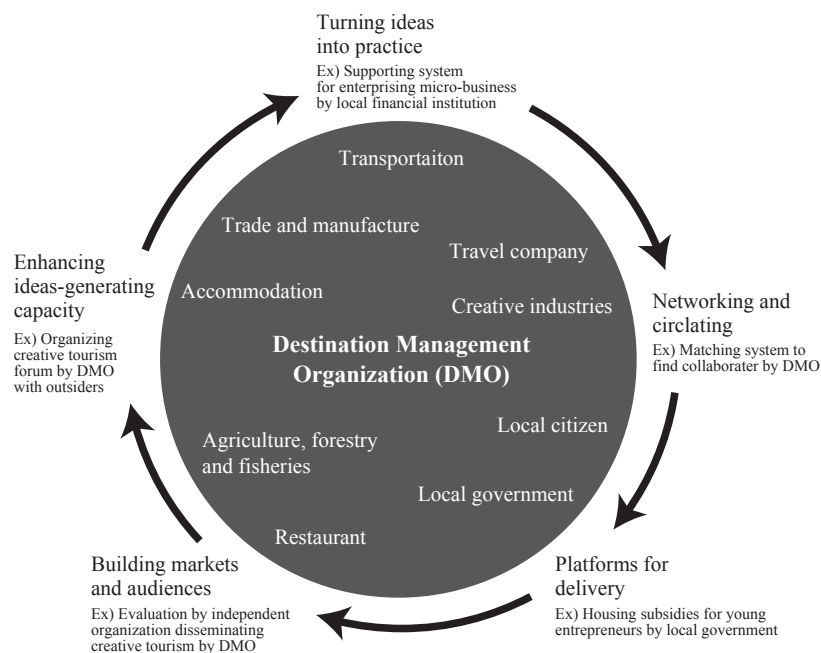 Turning ideas
into practice
Ex) Supporting system
for enterprising micro-business
by local financial institution
Transportaiton
Trade and manufacture
Travel company
Enhancing
ideas-generating
capacity
Ex) Organizing
creative tourism
forum by DMO
with outsiders
Accommodation
Creative industries
Networking and
circlating
Ex) Matching system to
find collaborater by DMO
Destination Management
Organization (DMO)
Local citizen
Agriculture, forestry
and fisheries
Local government
Restaurant
Building markets
and audiences
Ex) Evaluation by independent
organization disseminating
creative tourism by DMO
Platforms for
delivery
Ex) Housing subsidies for young
entrepreneurs by local government